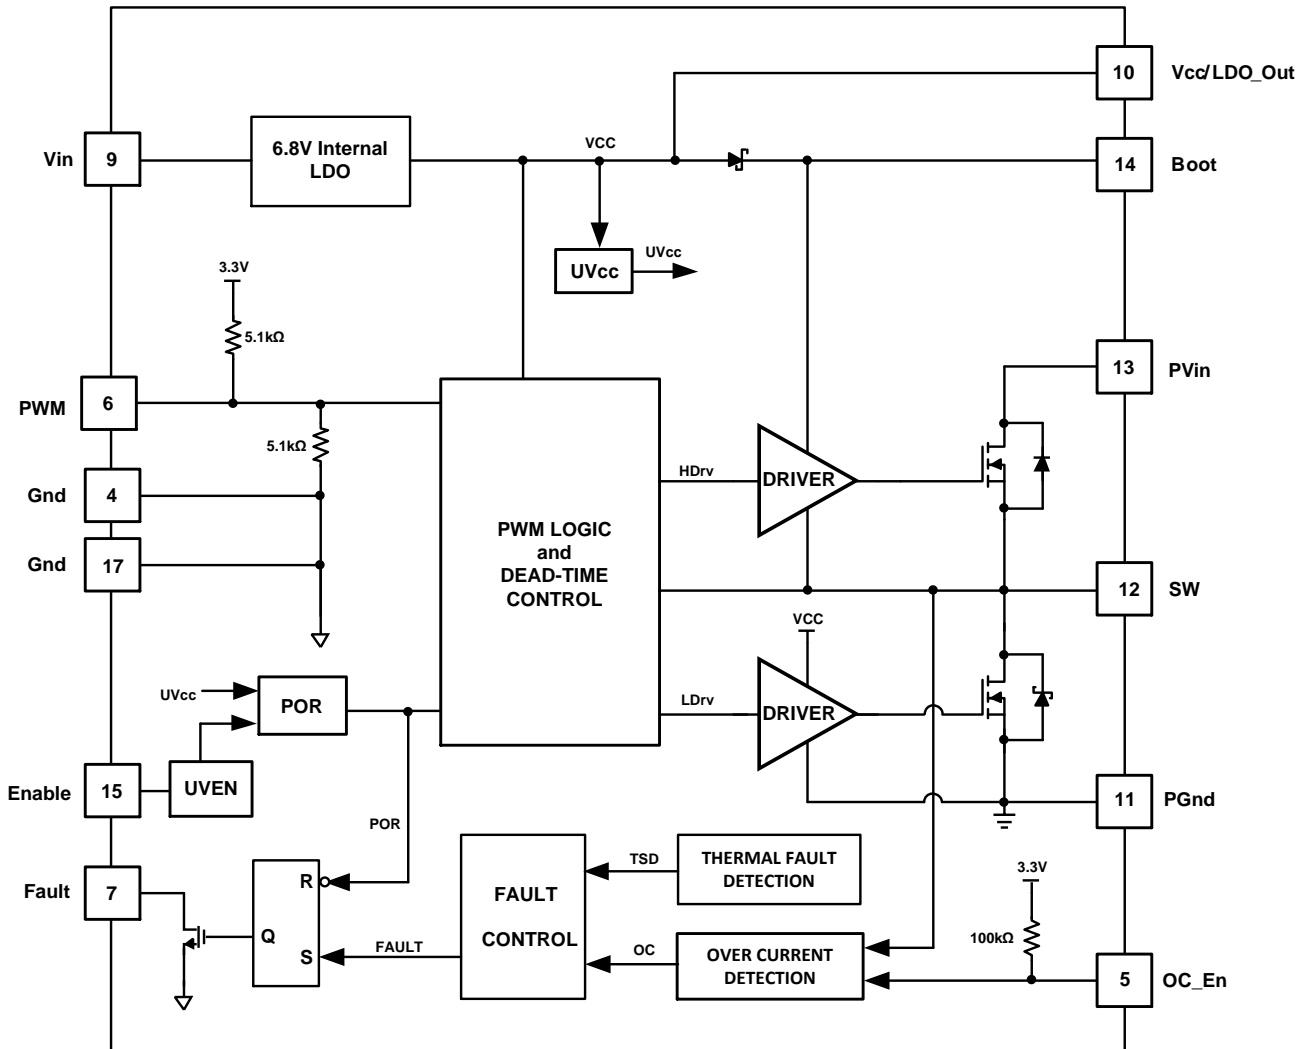 10
Vcc/LDO_Out
Vin
9
6.8V Internal
LDO
VCC
14
Boot
UVcc
UVcc
3.3V
5.1kΩ
13
PVin
PWM
6
5.1kΩ
Gnd
4
HDrv
DRIVER
PWM LOGIC
and
DEAD-TIME
CONTROL
Gnd
17
12
SW
VCC
UVcc
POR
LDrv
DRIVER
Enable
15
UVEN
11
PGnd
POR
Fault
7
R
Q
S
FAULT
FAULT
CONTROL
TSD
THERMAL FAULT
DETECTION
OC
OVER CURRENT
DETECTION
3.3V
100kΩ
5
OC_En